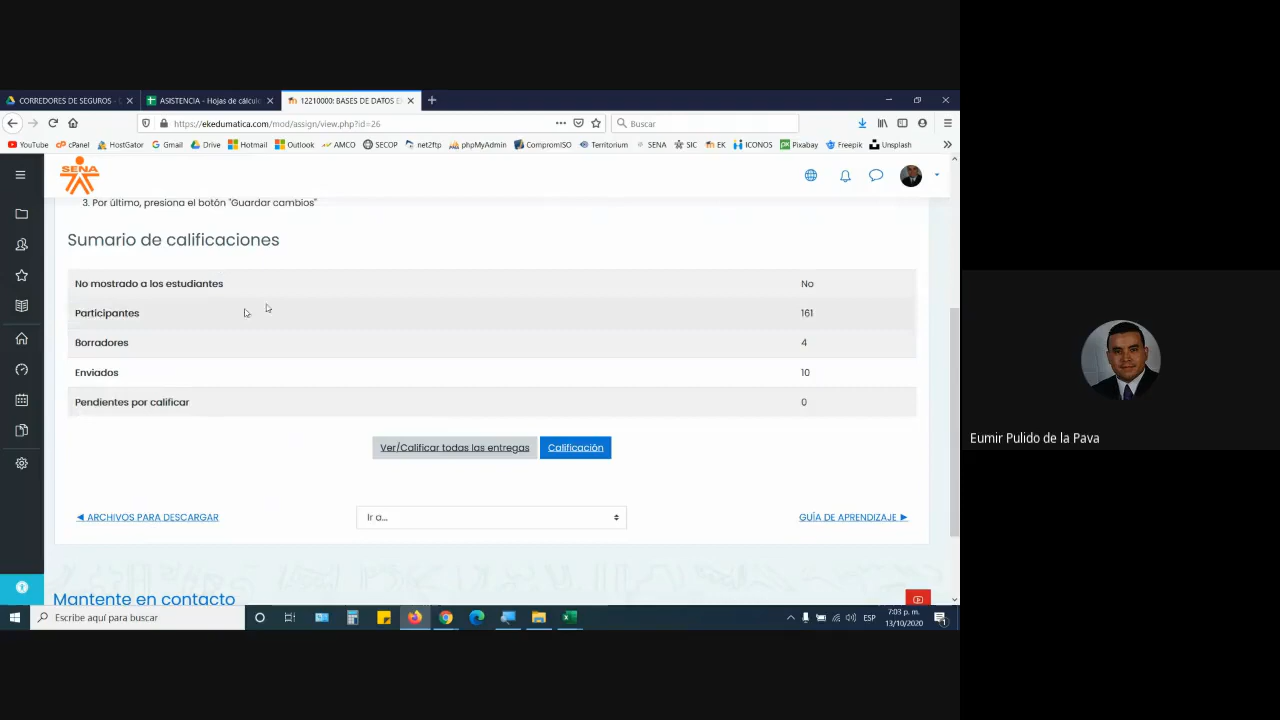 CORREDORES DE SEGUROS -
ASISTENCIA - Hojas de cálculo
12210000: BASES DE DATOS E
https://ekedumatica.com/mod/assign/view.php?id=26
Buscar
YouTube cPanel HostGator Gmail Drive Hotmail Outlook AMCO SECOP net2ftp phpMyAdmin CompromISO Territorium SENA SIC EK ICONOS Pixabay Freepik Unsplash
SENA
3. Por último, presiona el botón "Guardar cambios"
Sumario de calificaciones
No mostrado a los estudiantes No
Participantes 161
Borradores 4
Enviados 10
Pendientes por calificar 0
Ver/Calificar todas las entregas Calificación
◄ ARCHIVOS PARA DESCARGAR Ir a... GUÍA DE APRENDIZAJE ►
Mantente en contacto
Escribe aquí para buscar
ESP
7:03 p. m.
13/10/2020
Eumir Pulido de la Pava